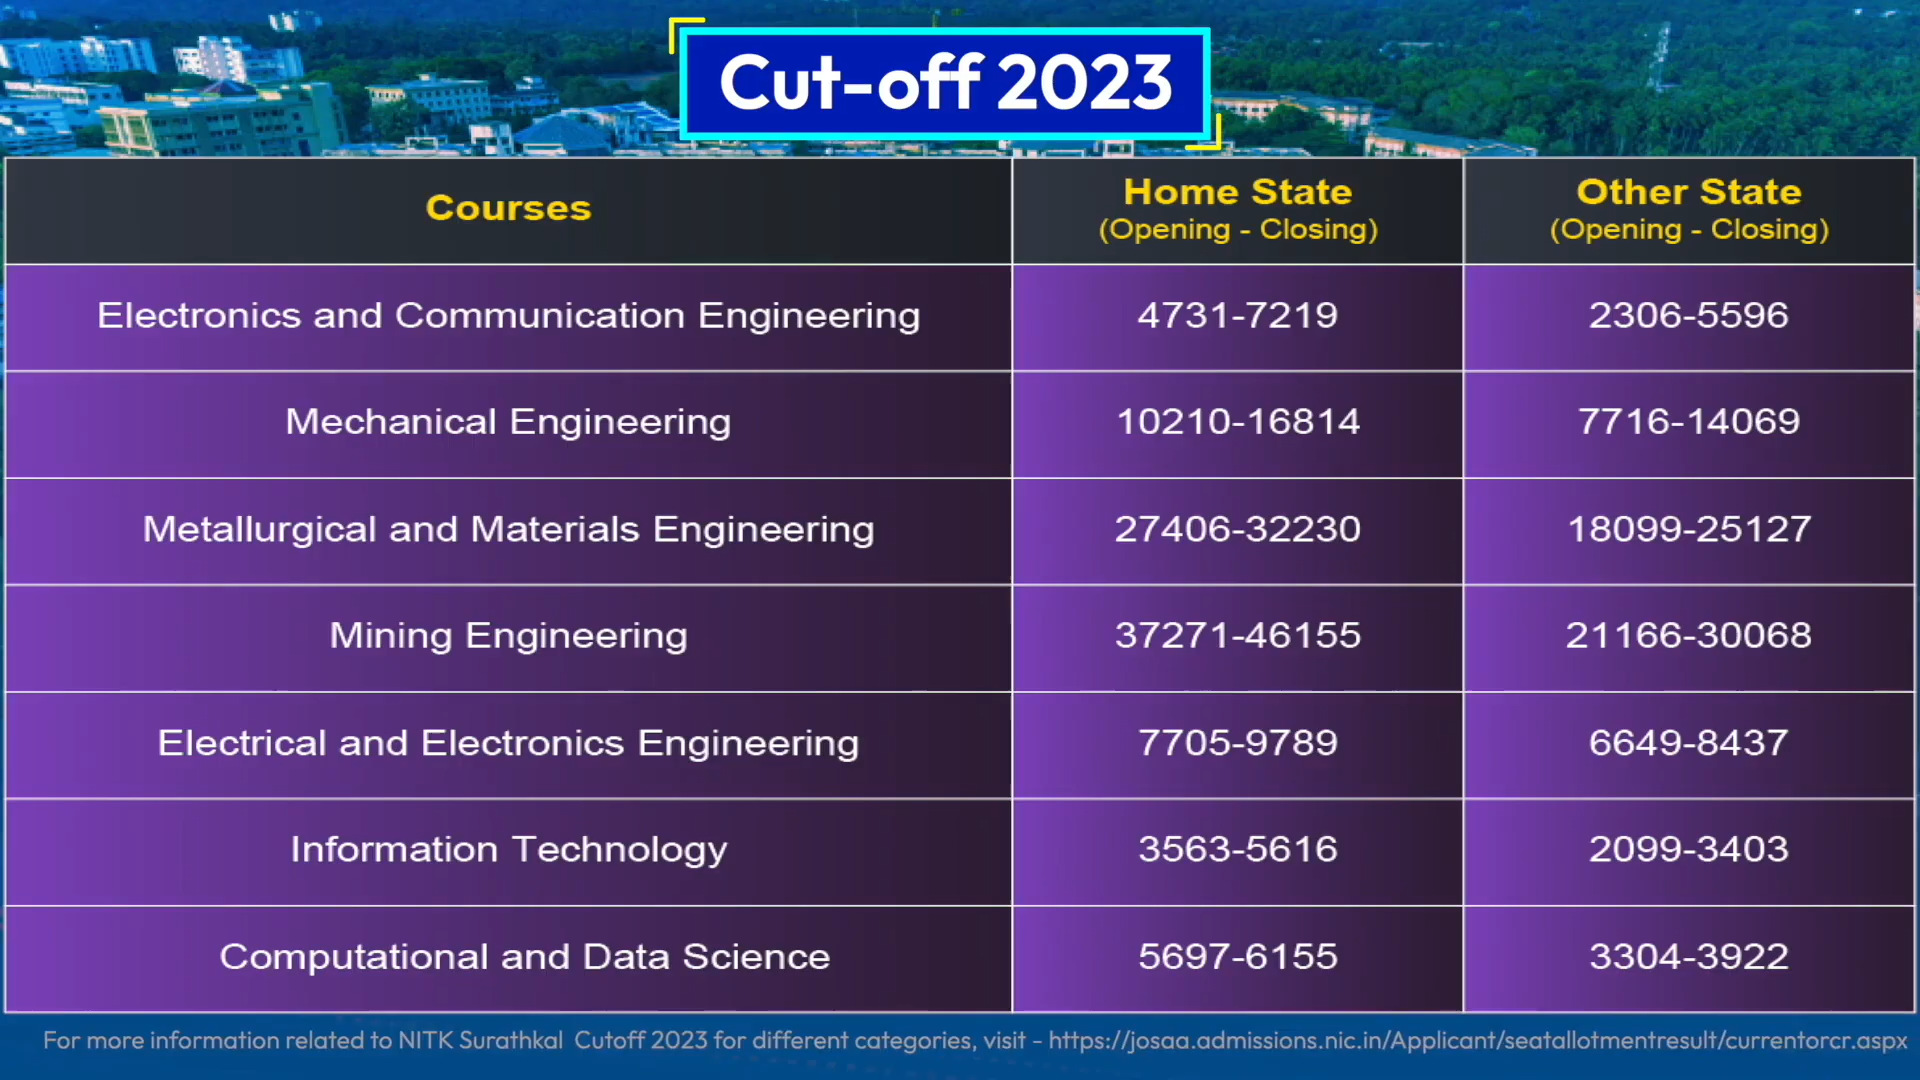 Cut-off 2023
Courses
Home State
(Opening - Closing)
Other State
(Opening - Closing)
Electronics and Communication Engineering 4731-7219 2306-5596
Mechanical Engineering 10210-16814 7716-14069
Metallurgical and Materials Engineering 27406-32230 18099-25127
Mining Engineering 37271-46155 21166-30068
Electrical and Electronics Engineering 7705-9789 6649-8437
Information Technology 3563-5616 2099-3403
Computational and Data Science 5697-6155 3304-3922
For more information related to NITK Surathkal Cutoff 2023 for different categories, visit - https://josaa.admissions.nic.in/Applicant/seatallotmentresult/currentorcr.aspx